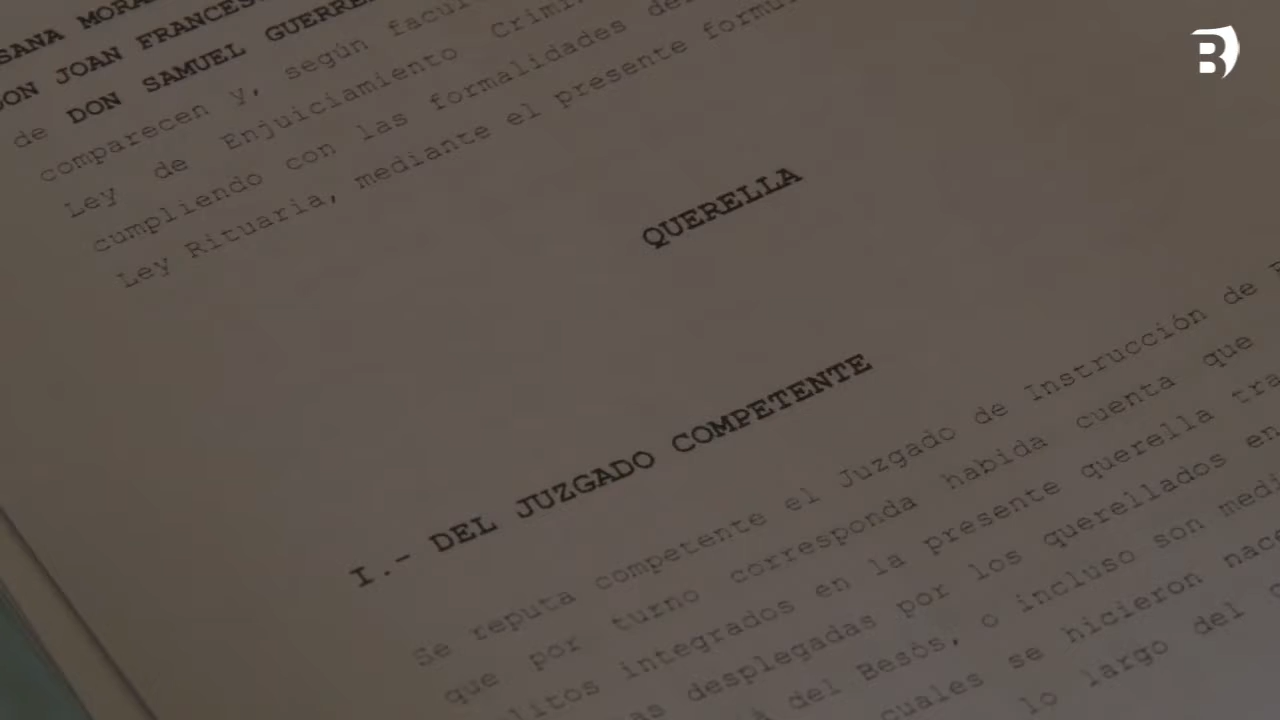 SANA MORA
DON JOAN FRANCES
de DON SAMUEL GUERRE
comparecen y, según facul
Ley de Enjuiciamiento Crimi
cumpliendo con las formalidades de
Ley Rituaria, mediante el presente formu
QUERELLA
I.- DEL JUZGADO COMPETENTE
Se reputa competente el Juzgado de Instrucción de
que por turno corresponda habida cuenta que
litos integrados en la presente querella tra
as desplegadas por los querellados en
del Besós, o incluso son medi
cuales se hicieron nace
lo largo del
B